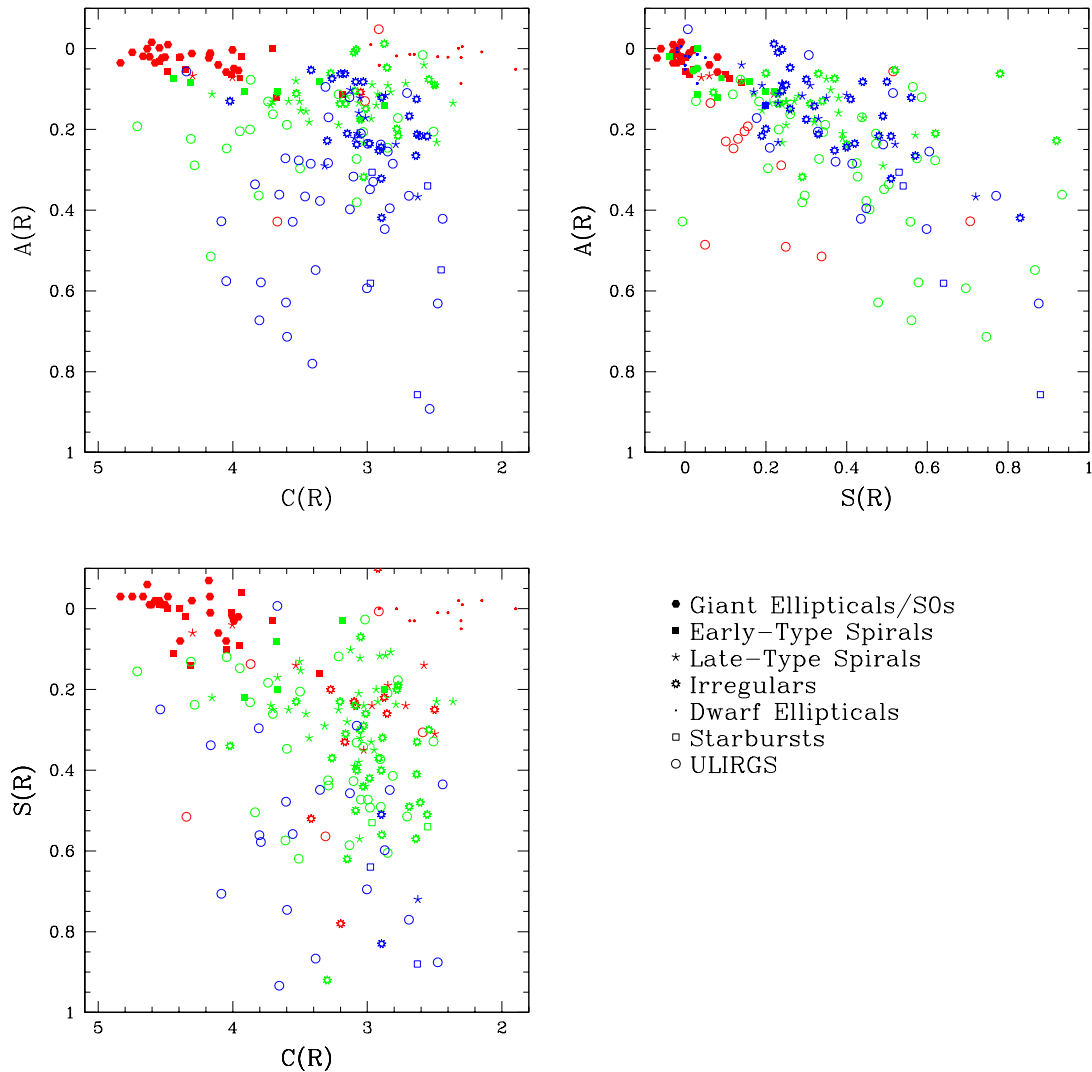 0
0.2
0.4
0.6
0.8
1
A(R)
5
4
3
2
C(R)
0
0.2
0.4
0.6
0.8
1
A(R)
0
0.2
0.4
0.6
0.8
1
S(R)
0
0.2
0.4
0.6
0.8
1
S(R)
5
4
3
2
C(R)
Giant Ellipticals/S0s
Early-Type Spirals
Late-Type Spirals
Irregulars
Dwarf Ellipticals
Starbursts
ULIRGS